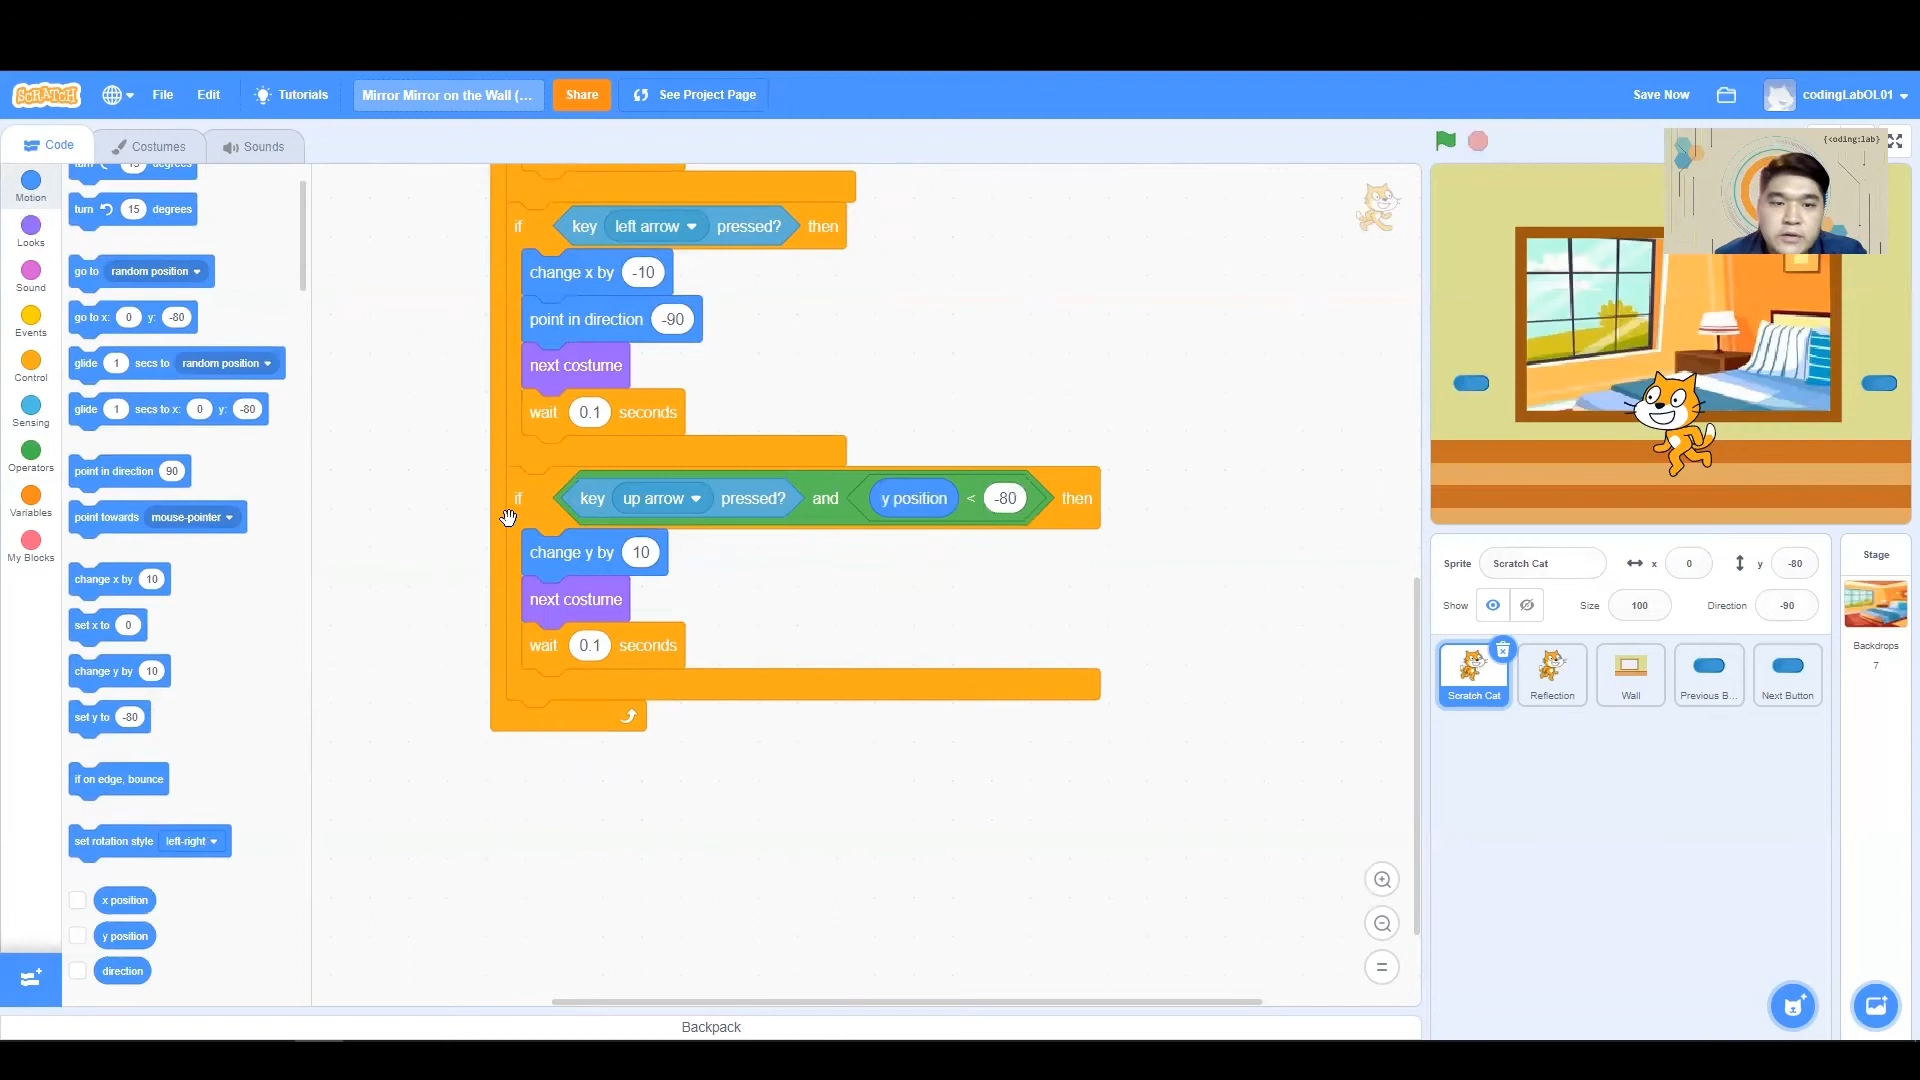 SCRATCH
File
Edit
Tutorials
Mirror Mirror on the Wall (...
Share
See Project Page
Save Now
codingLabOL01
Code
Costumes
Sounds
{<coding:lab}
Motion
Looks
Sound
Events
Control
Sensing
Operators
Variables
My Blocks
turn 15 degrees
turn 15 degrees
go to random position
go to x: 0 y: -80
glide 1 secs to random position
glide 1 secs to x: 0 y: -80
point in direction 90
point towards mouse-pointer
change x by 10
set x to 0
change y by 10
set y to -80
if on edge, bounce
set rotation style left-right
x position
y position
direction
if key left arrow pressed? then
change x by -10
point in direction -90
next costume
wait 0.1 seconds
if key up arrow pressed? and y position < -80 then
change y by 10
next costume
wait 0.1 seconds
Backpack
Sprite Scratch Cat x 0 y -80
Show Size 100 Direction -90
Scratch Cat
Reflection
Wall
Previous B...
Next Button
Stage
Backdrops
7